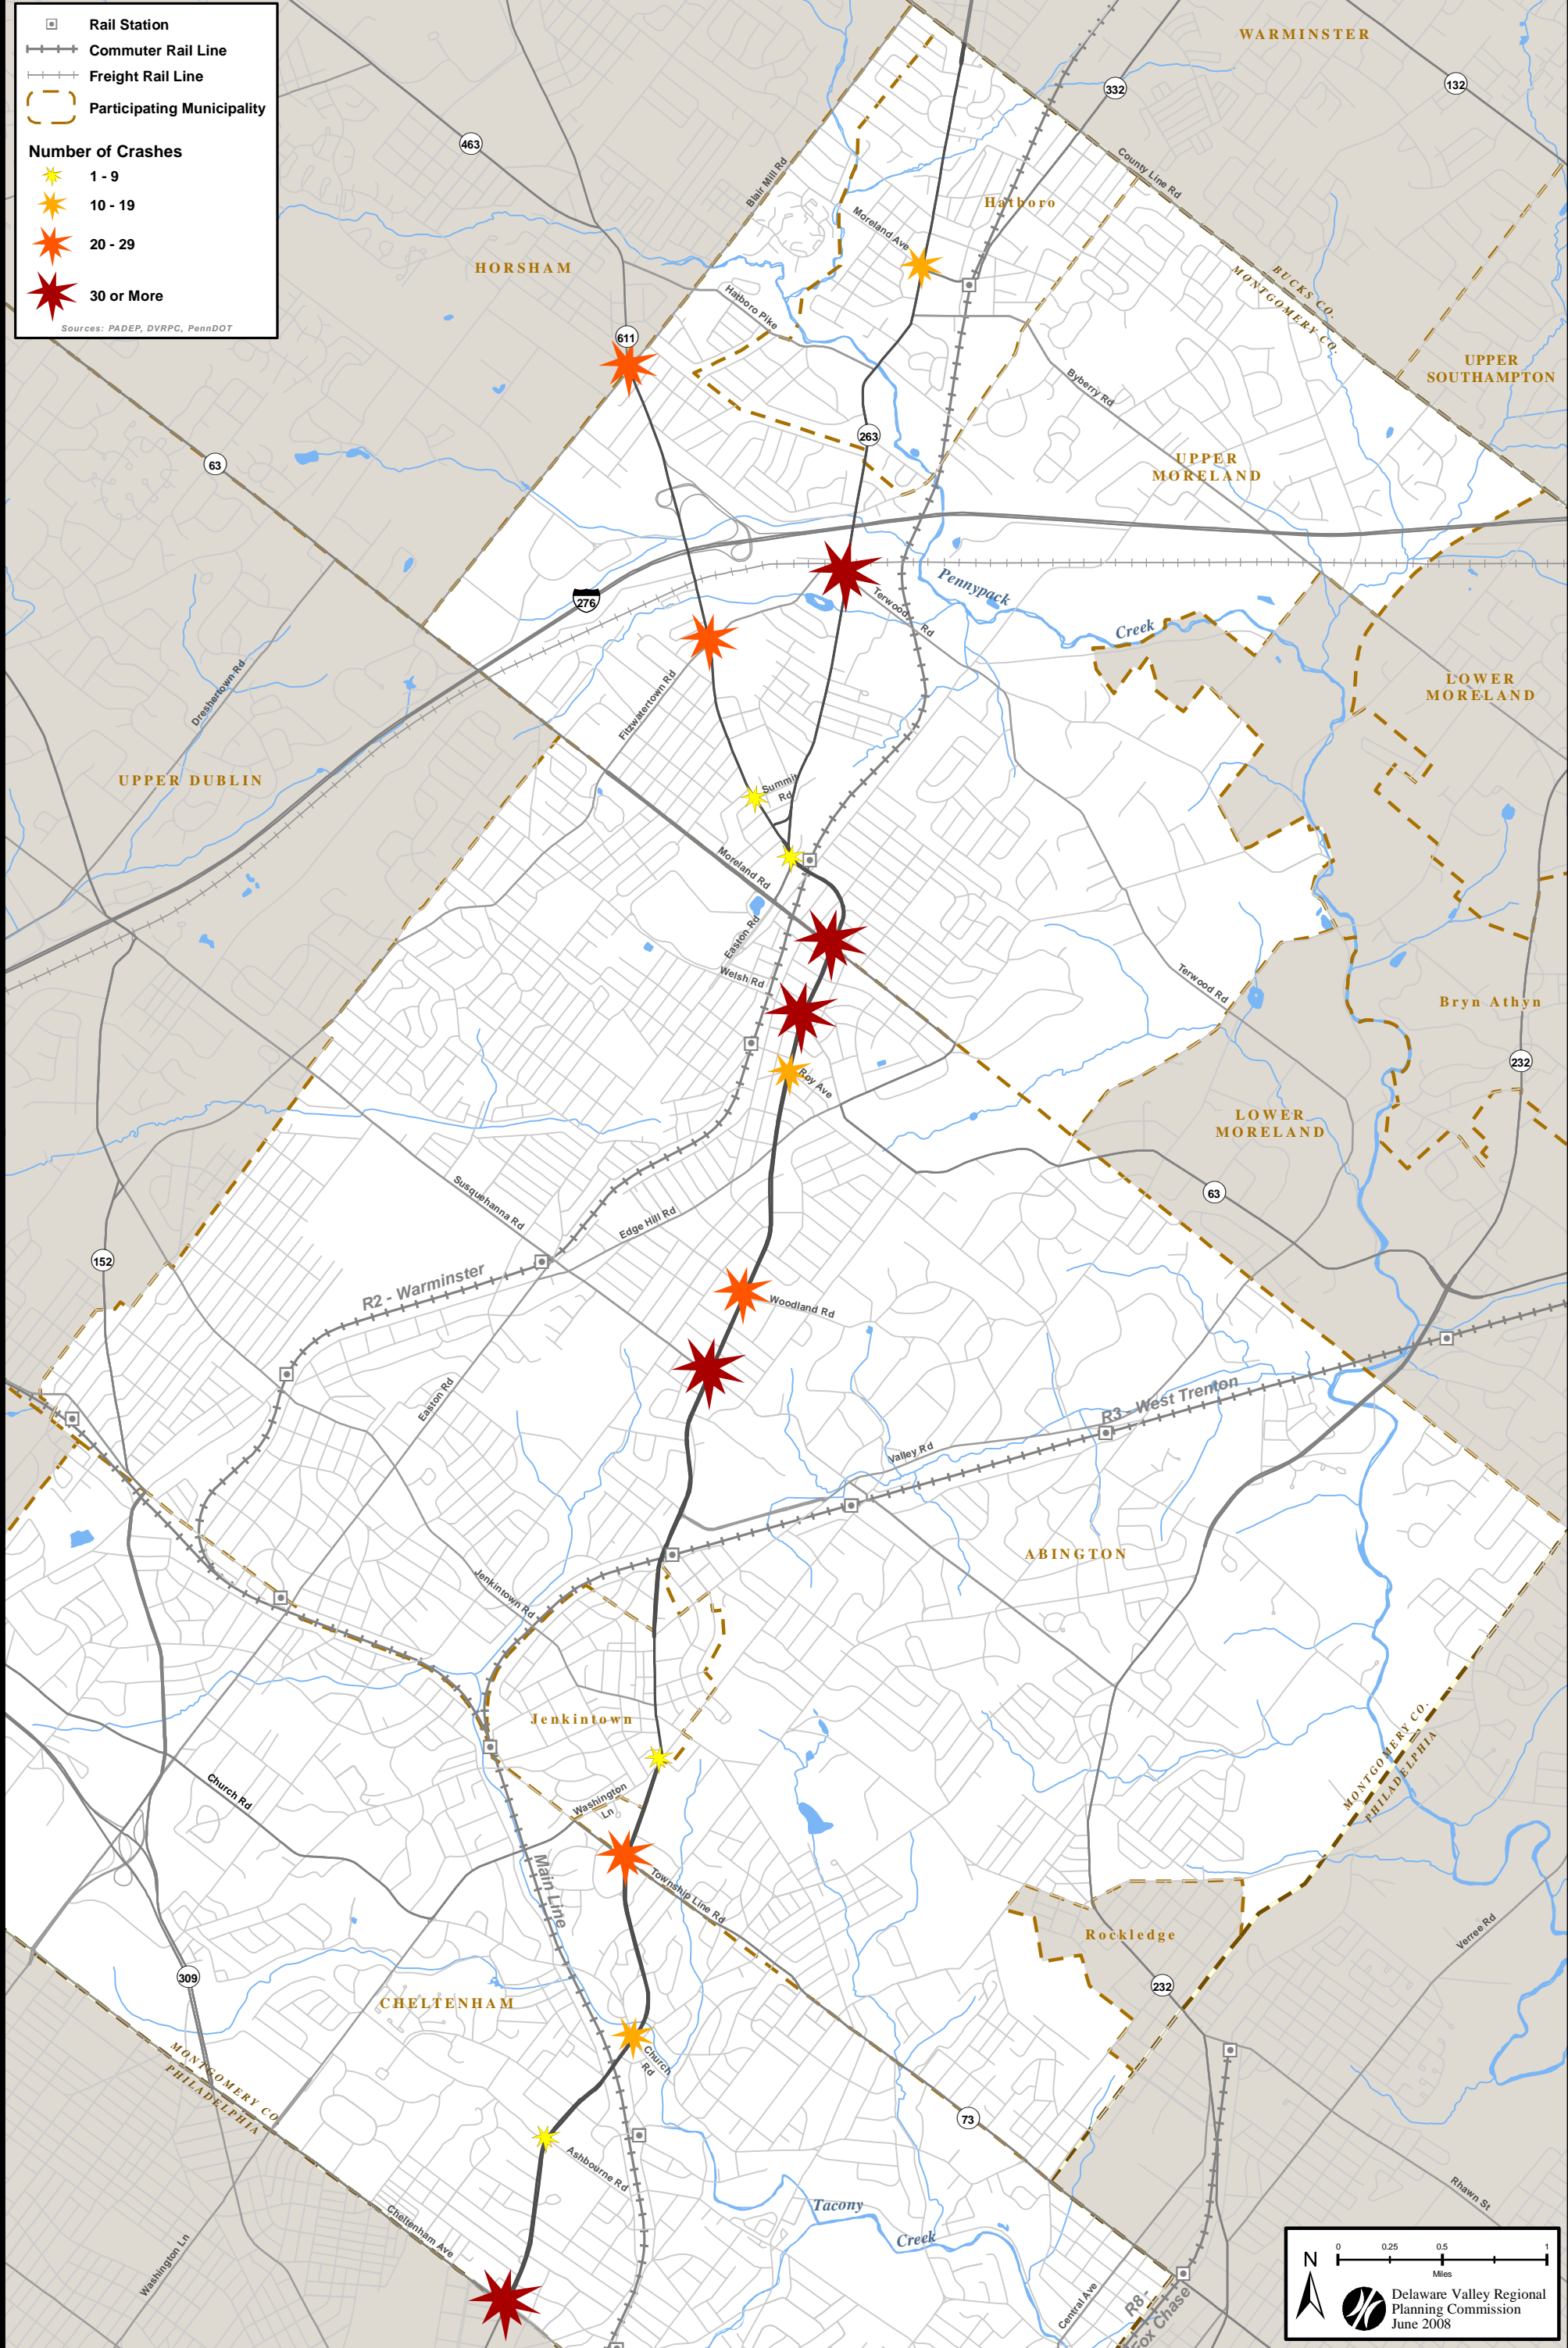 Rail Station
Commuter Rail Line
Freight Rail Line
Participating Municipality
Number of Crashes
1 - 9
10 - 19
20 - 29
30 or More
Sources: PADEP, DVRPC, PennDOT
WARMINSTER
332
132
463
County Line Rd
Blair Mill Rd
Hatboro
Moreland Ave
HORSHAM
BUCKS CO.
MONTGOMERY CO.
Hatboro Pike
611
UPPER
SOUTHAMPTON
Byberry Rd
263
63
UPPER
MORELAND
276
Pennypack
Creek
Terwood
Rd
Dreshertown Rd
Fitzwatertown Rd
LOWER
MORELAND
UPPER DUBLIN
Summit
Rd
Moreland Rd
Easton Rd
Welsh Rd
Terwood Rd
Bryn Athyn
232
Roy Ave
LOWER
MORELAND
63
Susquehanna Rd
Edge Hill Rd
152
R2 - Warminster
Woodland Rd
Easton Rd
R3 - West Trenton
Valley Rd
ABINGTON
Jenkintown Rd
Jenkintown
MONTGOMERY CO.
PHILADELPHIA
Church Rd
Washington
Ln
Main Line
Township Line Rd
Rockledge
Verree Rd
309
232
CHELTENHAM
Church
Rd
MONTGOMERY CO
PHILADELPHIA
73
Ashbourne Rd
Rhawn St
Tacony
Creek
Cheltenham Ave
Washington Ln
Central Ave
R8 -
Fox Chase
N
0 0.25 0.5 1
Miles
Delaware Valley Regional
Planning Commission
June 2008